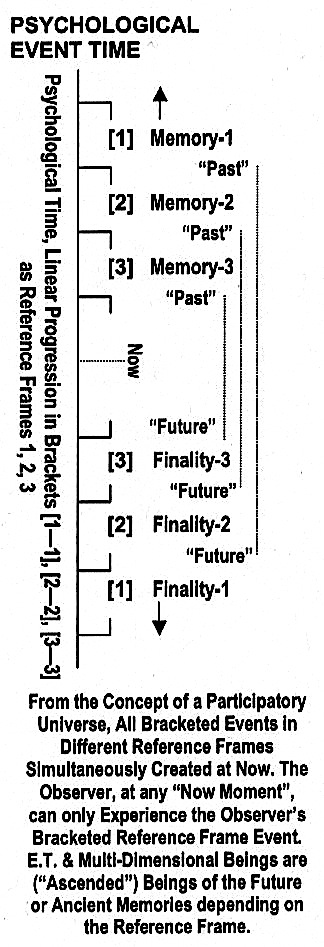 PSYCHOLOGICAL
EVENT TIME
Psychological Time, Linear Progression in Brackets [1—1], [2—2], [3—3]
as Reference Frames 1, 2, 3
[1] Memory-1
“Past”
[2] Memory-2
“Past”
[3] Memory-3
“Past”
Now
“Future”
[3] Finality-3
“Future”
[2] Finality-2
“Future”
[1] Finality-1
From the Concept of a Participatory
Universe, All Bracketed Events in
Different Reference Frames
Simultaneously Created at Now. The
Observer, at any “Now Moment”,
can only Experience the Observer’s
Bracketed Reference Frame Event.
E.T. & Multi-Dimensional Beings are
(“Ascended”) Beings of the Future
or Ancient Memories depending on
the Reference Frame.